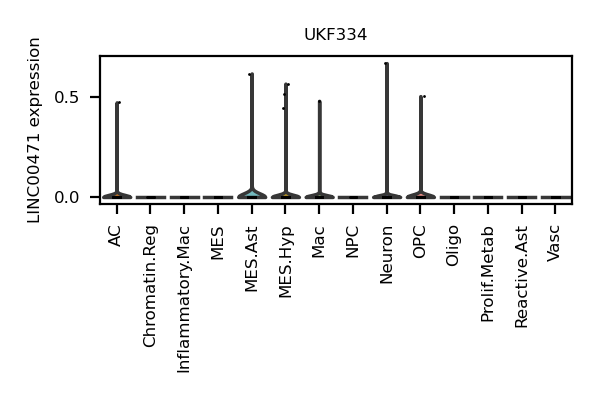 UKF334
LINC00471 expression
0.5
0.0
AC
Chromatin.Reg
Inflammatory.Mac
MES
MES.Ast
MES.Hyp
Mac
NPC
Neuron
OPC
Oligo
Prolif.Metab
Reactive.Ast
Vasc